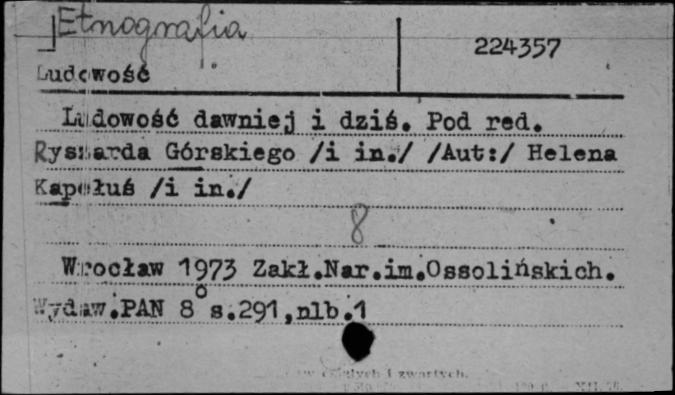 Etnografia
224357
Ludowość
Ludowość dawniej i dziś. Pod red.
Ryszarda Górskiego /i in./ /Aut:/ Helena
Kapełuś /i in./
8
Wrocław 1973 Zakł.Nar.im.Ossolińskich.
Wydaw.PAN 8° s.291,nlb.1
i zwartych.